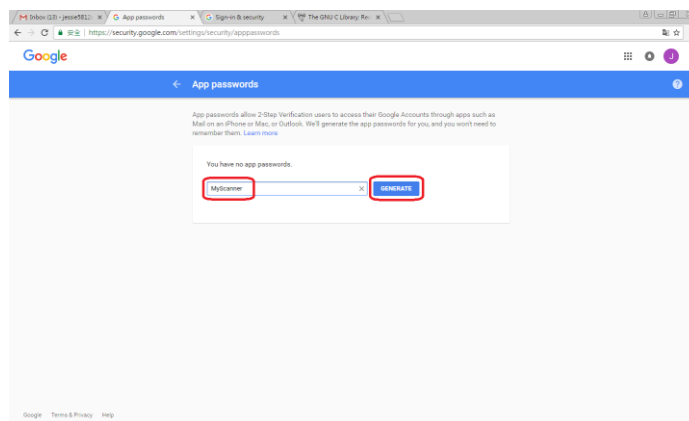 Inbox (13) - jessie5812
G App passwords
G Sign-in & security
The GNU C Library: Re
安全 | https://security.google.com/settings/security/apppasswords
Google
J
← App passwords
?
App passwords allow 2-Step Verification users to access their Google Accounts through apps such as
Mail on an iPhone or Mac, or Outlook. We'll generate the app passwords for you, and you won't need to
remember them. Learn more
You have no app passwords.
MyScanner
GENERATE
Google Terms & Privacy Help